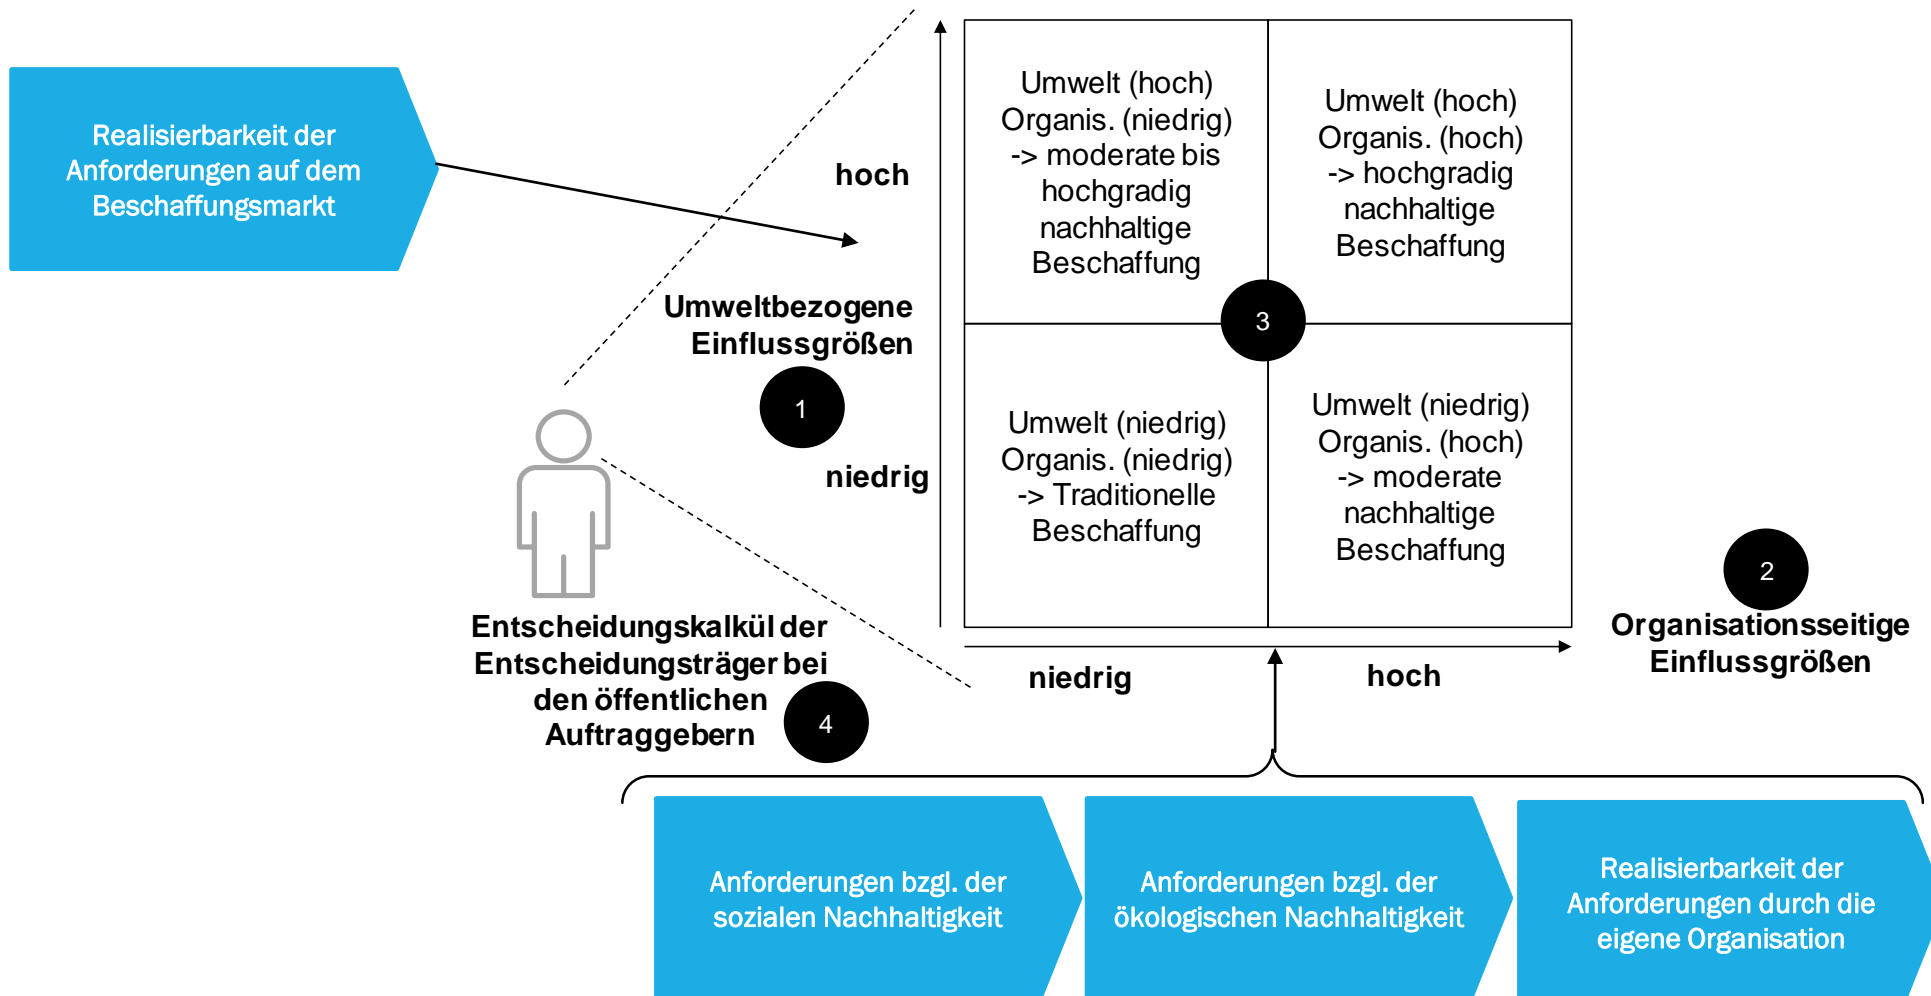 Realisierbarkeit der
Anforderungen auf dem
Beschaffungsmarkt
hoch
Umweltbezogene
Einflussgrößen
1
niedrig
Umwelt (hoch)
Organis. (niedrig)
-> moderate bis
hochgradig
nachhaltige
Beschaffung
Umwelt (hoch)
Organis. (hoch)
-> hochgradig
nachhaltige
Beschaffung
3
Umwelt (niedrig)
Organis. (niedrig)
-> Traditionelle
Beschaffung
Umwelt (niedrig)
Organis. (hoch)
-> moderate
nachhaltige
Beschaffung
2
Organisationsseitige
Einflussgrößen
niedrig
hoch
Entscheidungskalkül der
Entscheidungsträger bei
den öffentlichen
Auftraggebern
4
Anforderungen bzgl. der
sozialen Nachhaltigkeit
Anforderungen bzgl. der
ökologischen Nachhaltigkeit
Realisierbarkeit der
Anforderungen durch die
eigene Organisation